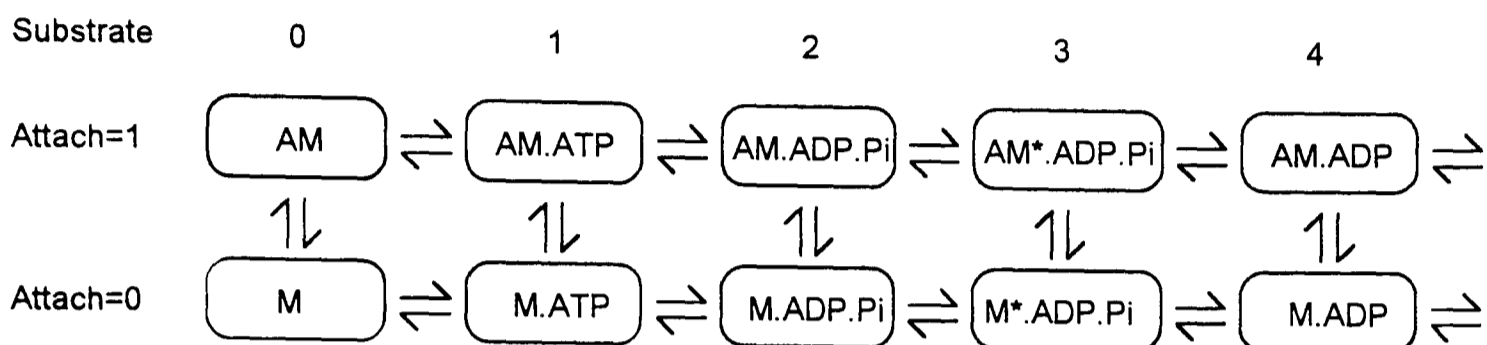 Substrate 0 1 2 3 4
Attach=1 AM AM.ATP AM.ADP.Pi AM*.ADP.Pi AM.ADP
Attach=0 M M.ATP M.ADP.Pi M*.ADP.Pi M.ADP